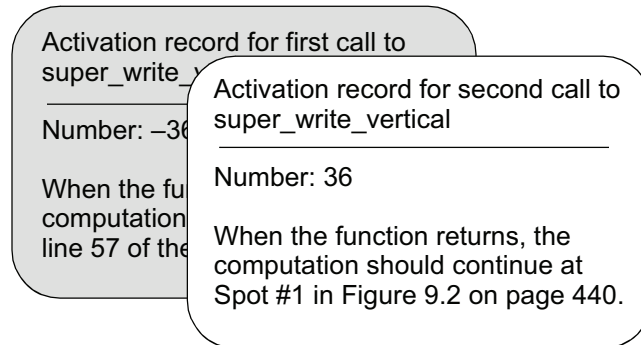 Activation record for first call to
super_write_v
Number: –36
When the fu
computation
line 57 of the
Activation record for second call to
super_write_vertical
Number: 36
When the function returns, the
computation should continue at
Spot #1 in Figure 9.2 on page 440.